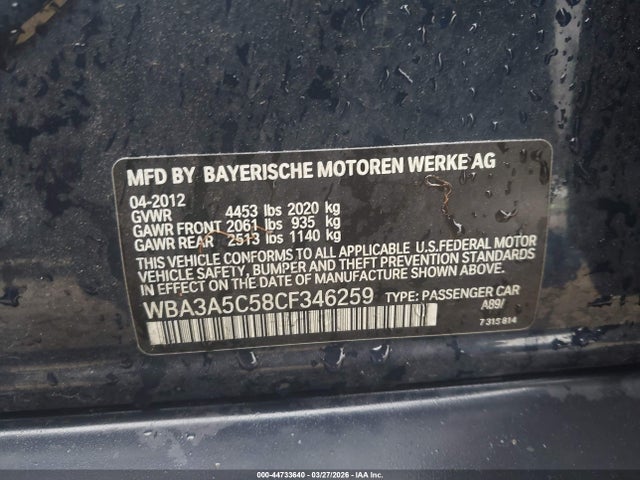 MFD BY BAYERISCHE MOTOREN WERKE AG
04-2012
GVWR 4453 lbs 2020 kg
GAWR FRONT 2061 lbs 935 kg
GAWR REAR 2513 lbs 1140 kg
THIS VEHICLE CONFORMS TO ALL APPLICABLE U.S.FEDERAL MOTOR
VEHICLE SAFETY, BUMPER AND THEFT PREVENTION STANDARDS
IN EFFECT ON THE DATE OF MANUFACTURE SHOWN ABOVE.
WBA3A5C58CF346259 TYPE: PASSENGER CAR
A89/
7 315 814
000-44733640 - 03/27/2026 - IAA Inc.